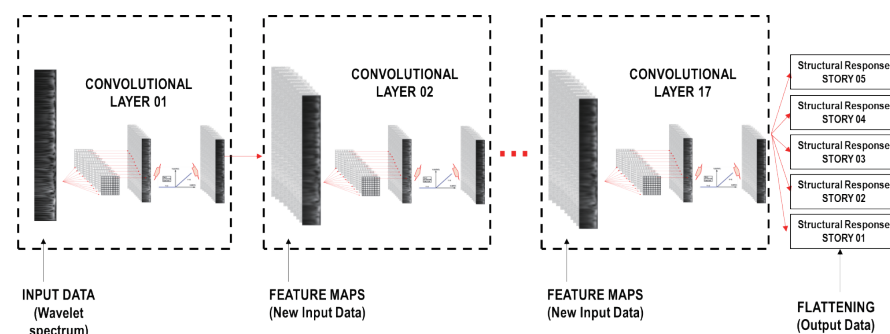 CONVOLUTIONAL
LAYER 01
CONVOLUTIONAL
LAYER 02
CONVOLUTIONAL
LAYER 17
Structural Response
STORY 05
Structural Response
STORY 04
Structural Response
STORY 03
Structural Response
STORY 02
Structural Response
STORY 01
INPUT DATA
(Wavelet
spectrum)
FEATURE MAPS
(New Input Data)
FEATURE MAPS
(New Input Data)
FLATTENING
(Output Data)